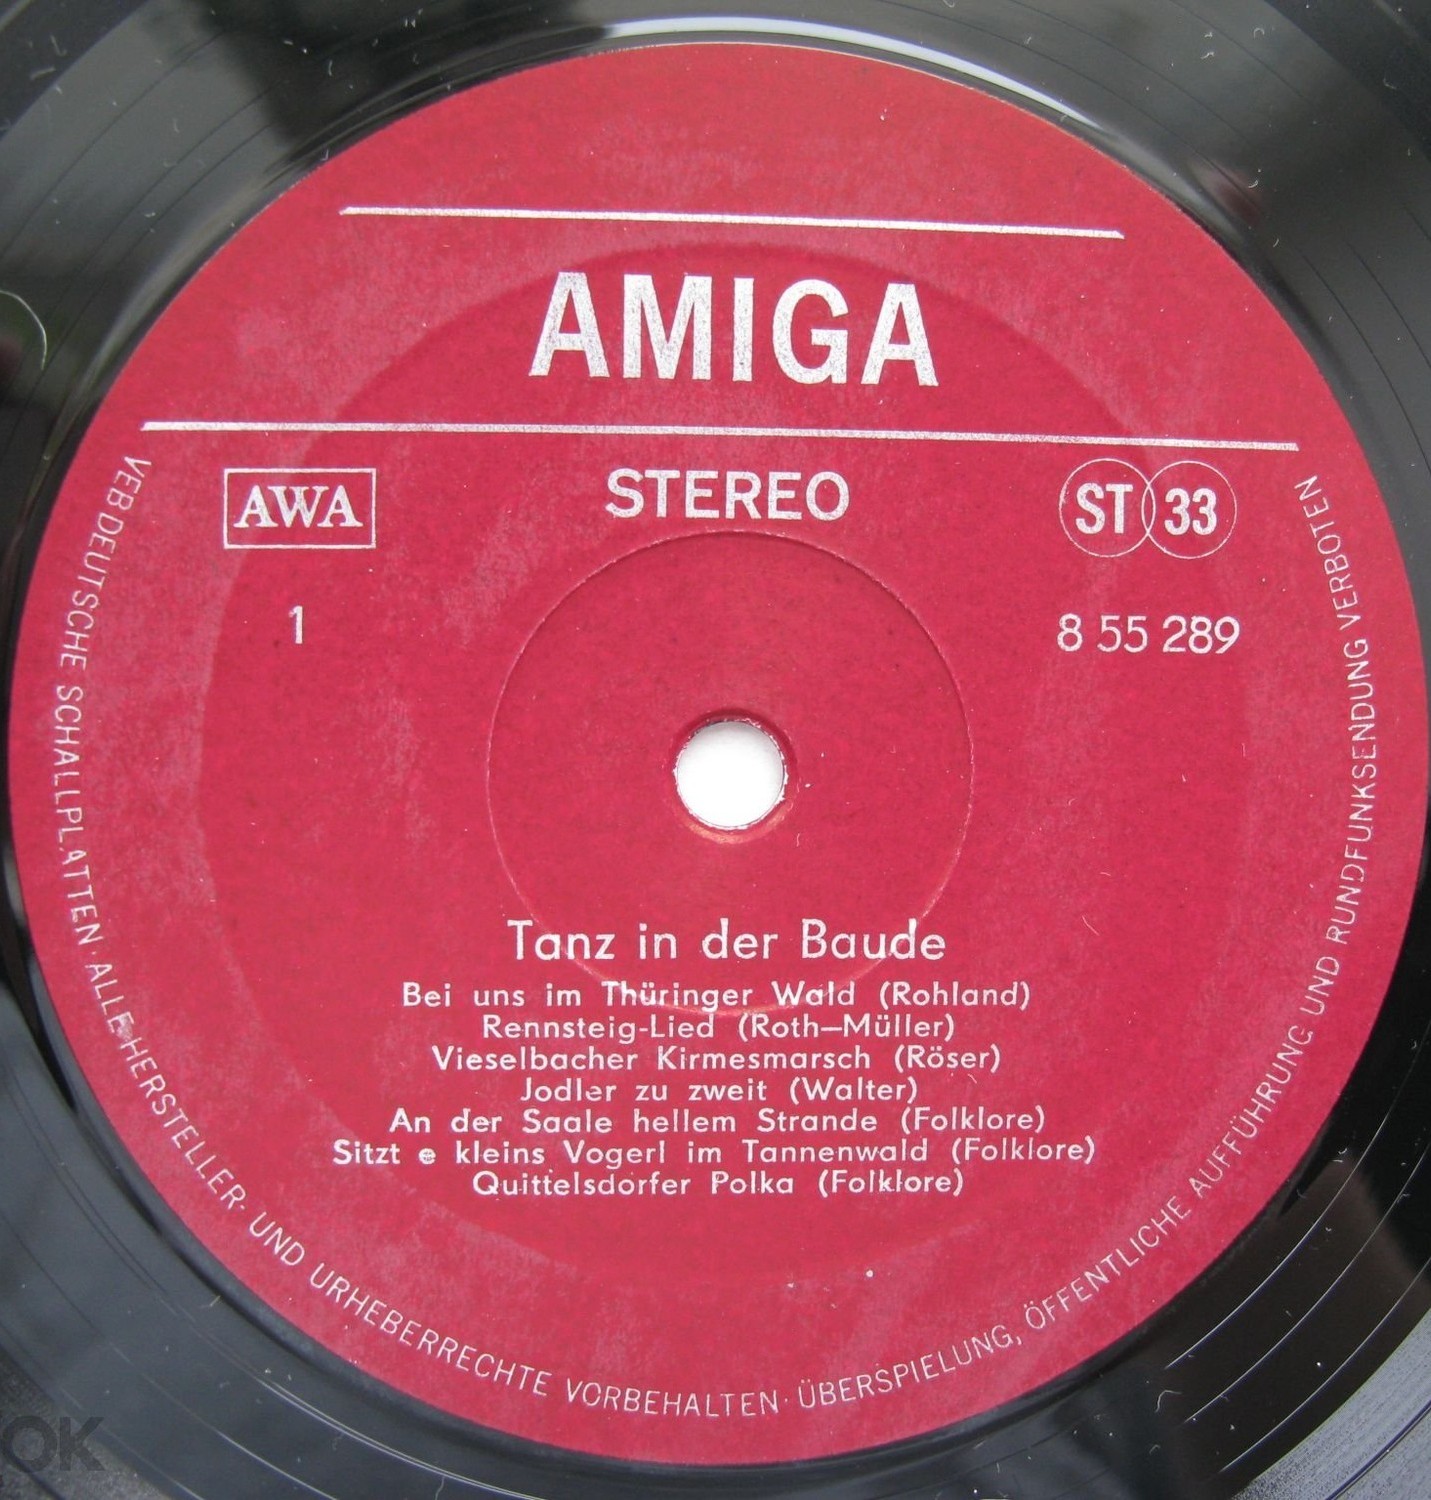 AMIGA
AWA
STEREO
ST 33
1
8 55 289
Tanz in der Baude
Bei uns im Thüringer Wald (Rohland)
Rennsteig-Lied (Roth—Müller)
Vieselbacher Kirmesmarsch (Röser)
Jodler zu zweit (Walter)
An der Saale hellem Strande (Folklore)
Sitzt e kleins Vogerl im Tannenwald (Folklore)
Quittelsdorfer Polka (Folklore)
VEB DEUTSCHE SCHALLPLATTEN · ALLE HERSTELLER- UND URHEBERRECHTE VORBEHALTEN · ÜBERSPIELUNG, ÖFFENTLICHE AUFFÜHRUNG UND RUNDFUNKSENDUNG VERBOTEN
OK